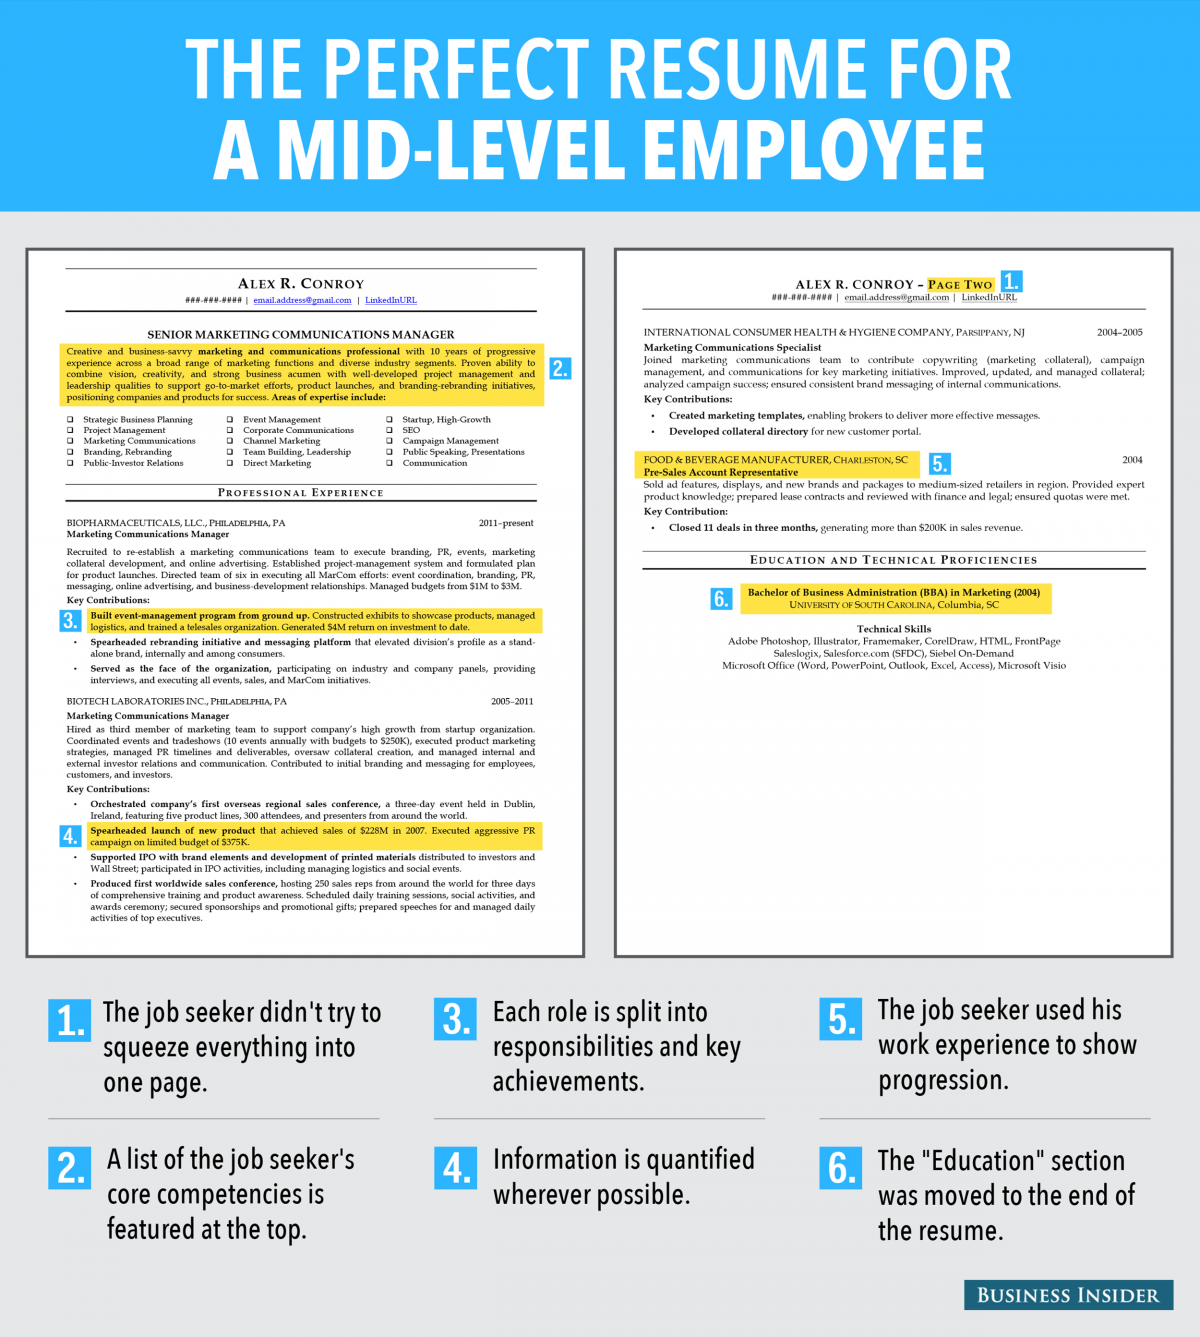 THE PERFECT RESUME FOR
A MID-LEVEL EMPLOYEE
ALEX R. CONROY
###-###-#### | email.address@gmail.com | LinkedInURL
SENIOR MARKETING COMMUNICATIONS MANAGER
Creative and business-savvy marketing and communications professional with 10 years of progressive
experience across a broad range of marketing functions and diverse industry segments. Proven ability to
combine vision, creativity, and strong business acumen with well-developed project management and
leadership qualities to support go-to-market efforts, product launches, and branding-rebranding initiatives,
positioning companies and products for success. Areas of expertise include:
2.
❑ Strategic Business Planning ❑ Event Management ❑ Startup, High-Growth
❑ Project Management ❑ Corporate Communications ❑ SEO
❑ Marketing Communications ❑ Channel Marketing ❑ Campaign Management
❑ Branding, Rebranding ❑ Team Building, Leadership ❑ Public Speaking, Presentations
❑ Public-Investor Relations ❑ Direct Marketing ❑ Communication
PROFESSIONAL EXPERIENCE
BIOPHARMACEUTICALS, LLC., PHILADELPHIA, PA 2011–present
Marketing Communications Manager
Recruited to re-establish a marketing communications team to execute branding, PR, events, marketing
collateral development, and online advertising. Established project-management system and formulated plan
for product launches. Directed team of six in executing all MarCom efforts: event coordination, branding, PR,
messaging, online advertising, and business-development relationships. Managed budgets from $1M to $3M.
Key Contributions:
3.
Built event-management program from ground up. Constructed exhibits to showcase products, managed
logistics, and trained a telesales organization. Generated $4M return on investment to date.
• Spearheaded rebranding initiative and messaging platform that elevated division's profile as a stand-
alone brand, internally and among consumers.
• Served as the face of the organization, participating on industry and company panels, providing
interviews, and executing all events, sales, and MarCom initiatives.
BIOTECH LABORATORIES INC., PHILADELPHIA, PA 2005–2011
Marketing Communications Manager
Hired as third member of marketing team to support company's high growth from startup organization.
Coordinated events and tradeshows (10 events annually with budgets to $250K), executed product marketing
strategies, managed PR timelines and deliverables, oversaw collateral creation, and managed internal and
external investor relations and communication. Contributed to initial branding and messaging for employees,
customers, and investors.
Key Contributions:
• Orchestrated company's first overseas regional sales conference, a three-day event held in Dublin,
Ireland, featuring five product lines, 300 attendees, and presenters from around the world.
4.
Spearheaded launch of new product that achieved sales of $228M in 2007. Executed aggressive PR
campaign on limited budget of $375K.
• Supported IPO with brand elements and development of printed materials distributed to investors and
Wall Street; participated in IPO activities, including managing logistics and social events.
• Produced first worldwide sales conference, hosting 250 sales reps from around the world for three days
of comprehensive training and product awareness. Scheduled daily training sessions, social activities, and
awards ceremony; secured sponsorships and promotional gifts; prepared speeches for and managed daily
activities of top executives.
ALEX R. CONROY – PAGE TWO
1.
###-###-#### | email.address@gmail.com | LinkedInURL
INTERNATIONAL CONSUMER HEALTH & HYGIENE COMPANY, PARSIPPANY, NJ 2004–2005
Marketing Communications Specialist
Joined marketing communications team to contribute copywriting (marketing collateral), campaign
management, and communications for key marketing initiatives. Improved, updated, and managed collateral;
analyzed campaign success; ensured consistent brand messaging of internal communications.
Key Contributions:
• Created marketing templates, enabling brokers to deliver more effective messages.
• Developed collateral directory for new customer portal.
FOOD & BEVERAGE MANUFACTURER, CHARLESTON, SC 5. 2004
Pre-Sales Account Representative
Sold ad features, displays, and new brands and packages to medium-sized retailers in region. Provided expert
product knowledge; prepared lease contracts and reviewed with finance and legal; ensured quotas were met.
Key Contribution:
• Closed 11 deals in three months, generating more than $200K in sales revenue.
EDUCATION AND TECHNICAL PROFICIENCIES
6.
Bachelor of Business Administration (BBA) in Marketing (2004)
UNIVERSITY OF SOUTH CAROLINA, Columbia, SC
Technical Skills
Adobe Photoshop, Illustrator, Framemaker, CorelDraw, HTML, FrontPage
Saleslogix, Salesforce.com (SFDC), Siebel On-Demand
Microsoft Office (Word, PowerPoint, Outlook, Excel, Access), Microsoft Visio
1. The job seeker didn't try to
squeeze everything into
one page.
2. A list of the job seeker's
core competencies is
featured at the top.
3. Each role is split into
responsibilities and key
achievements.
4. Information is quantified
wherever possible.
5. The job seeker used his
work experience to show
progression.
6. The "Education" section
was moved to the end of
the resume.
BUSINESS INSIDER